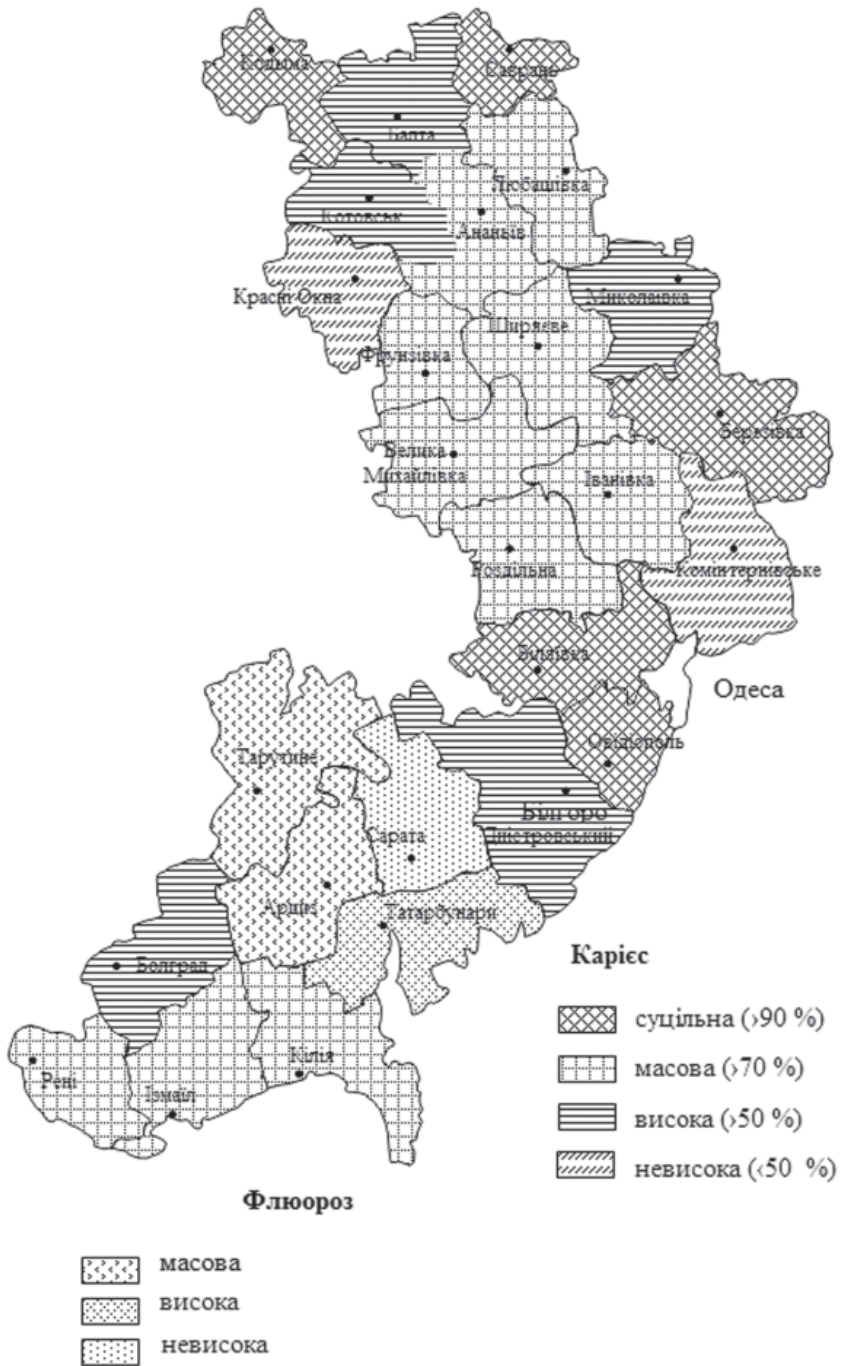 Кодыма
Саврань
Балта
Любашівка
Котовськ
Ананьїв
Красні Окна
Миколаївка
Ширяєве
Фрунзівка
Березівка
Велика
Михайлівка
Іванівка
Роздільна
Комінтернівське
Біляївка
Одеса
Овідіополь
Тарутине
Білгоро
Дністровський
Сарата
Арциз
Татарбунари
Болград
Кілія
Рені
Ізмаїл
Карієс
суцільна (›90 %)
масова (›70 %)
висока (›50 %)
невисока (‹50 %)
Флюороз
масова
висока
невисока